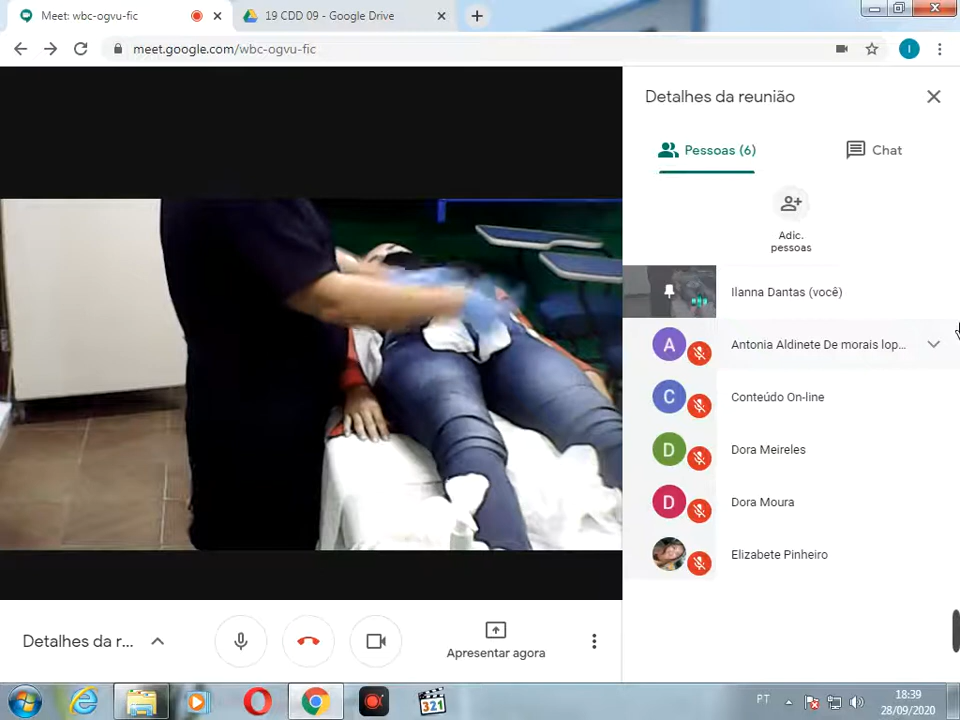 Meet: wbc-ogvu-fic
19 CDD 09 - Google Drive
meet.google.com/wbc-ogvu-fic
I
Detalhes da reunião
Pessoas (6)
Chat
Adic.
pessoas
Ilanna Dantas (você)
A
Antonia Aldinete De morais lop...
C
Conteúdo On-line
D
Dora Meireles
D
Dora Moura
Elizabete Pinheiro
Detalhes da r...
Apresentar agora
321
PT
18:39
28/09/2020